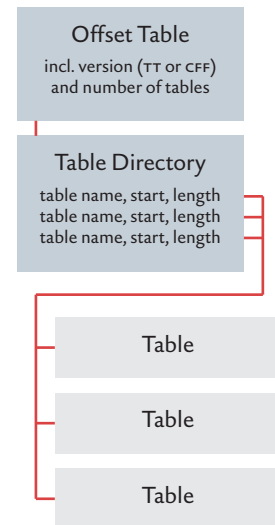 Offset Table
incl. version (TT or CFF)
and number of tables
Table Directory
table name, start, length
table name, start, length
table name, start, length
Table
Table
Table